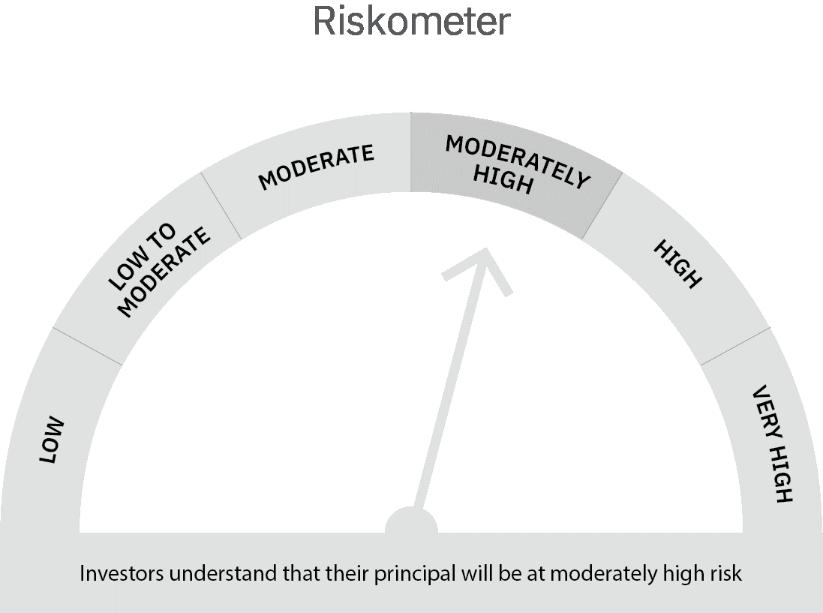 Riskometer
LOW
LOW TO
MODERATE
MODERATE
MODERATELY
HIGH
HIGH
VERY HIGH
Investors understand that their principal will be at moderately high risk